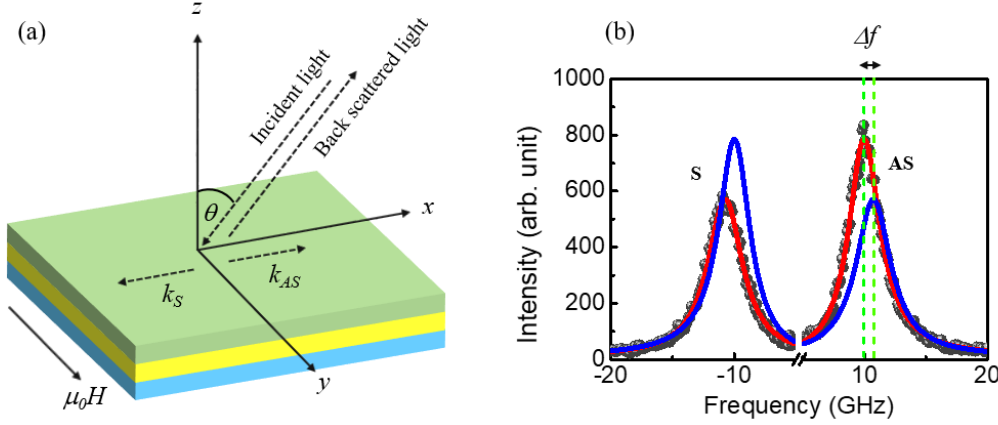 (a)
z
Incident light
Back scattered light
θ
x
k_S
k_AS
y
μ₀H
(b)
Δf
1000
800
600
400
200
0
Intensity (arb. unit)
S
AS
-20
-10
10
20
Frequency (GHz)